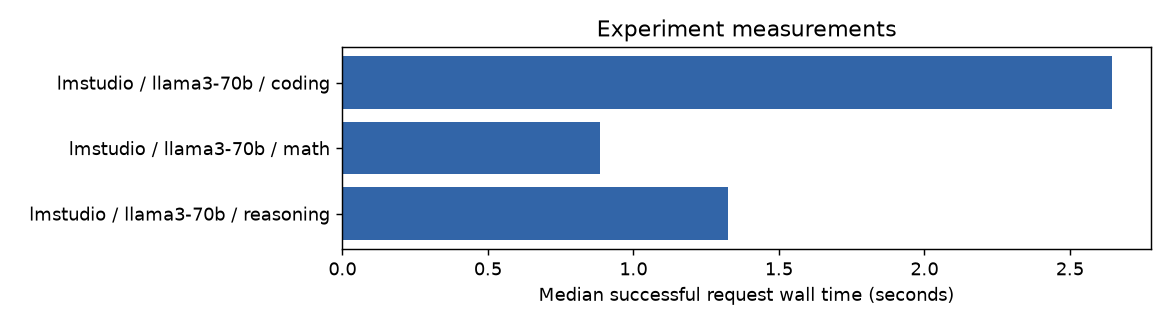 Experiment measurements
lmstudio / llama3-70b / coding
lmstudio / llama3-70b / math
lmstudio / llama3-70b / reasoning
0.0 0.5 1.0 1.5 2.0 2.5
Median successful request wall time (seconds)